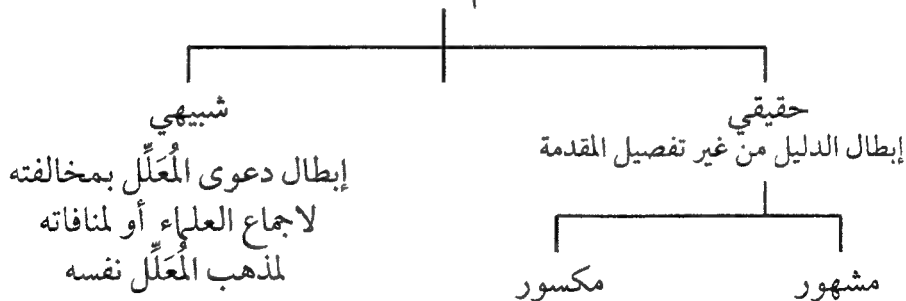 حقيقي
إبطال الدليل من غير تفصيل المقدمة
شبيهي
إبطال دعوى المُعَلِّل بمخالفته
لاجماع العلماء أو لمنافاته
لمذهب المُعَلِّل نفسه
مشهور
مكسور